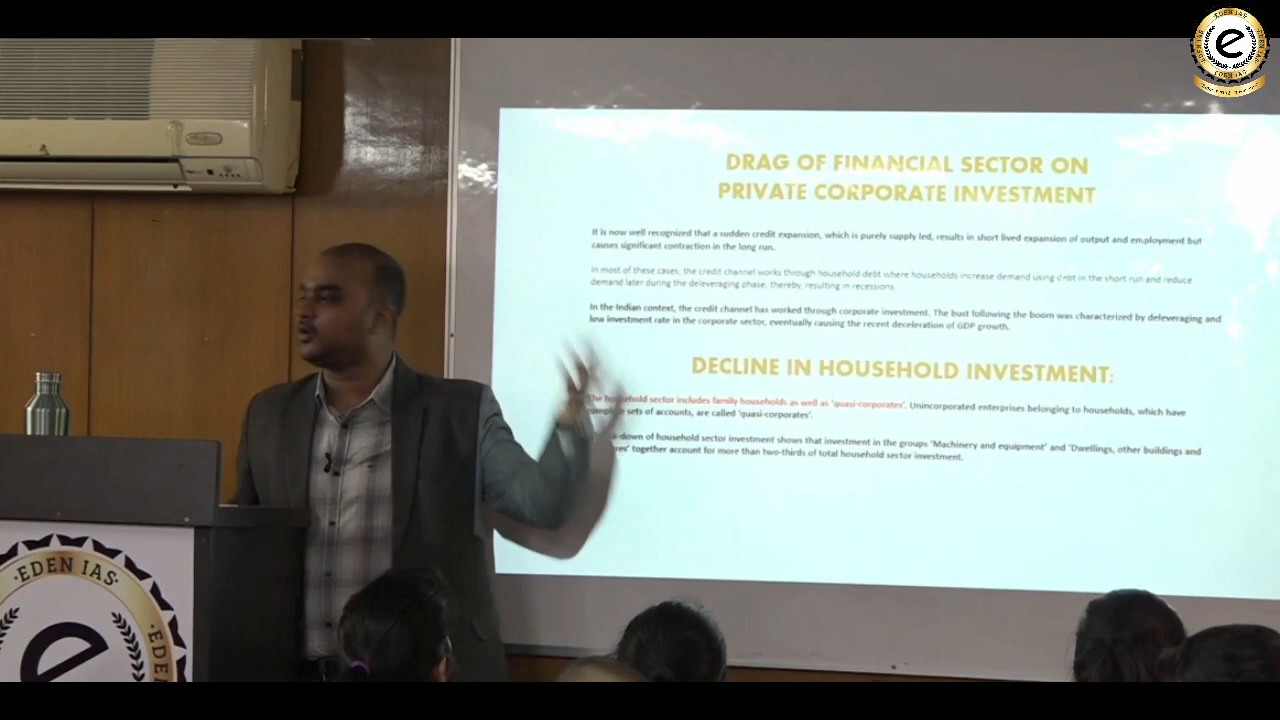 EDEN IAS
EDEN IAS
DRAG OF FINANCIAL SECTOR ON
PRIVATE CORPORATE INVESTMENT
It is now well recognized that a sudden credit expansion, which is purely supply led, results in short lived expansion of output and employment but
causes significant contraction in the long run.
In most of these cases, the credit channel works through household debt where households increase demand using debt in the short run and reduce
demand later during the deleveraging phase, thereby, resulting in recessions
In the Indian context, the credit channel has worked through corporate investment. The bust following the boom was characterized by deleveraging and
low investment rate in the corporate sector, eventually causing the recent deceleration of GDP growth.
DECLINE IN HOUSEHOLD INVESTMENT:
The household sector includes family households as well as 'quasi-corporates'. Unincorporated enterprises belonging to households, which have
sets of accounts, are called 'quasi-corporates'.
-down of household sector investment shows that investment in the groups 'Machinery and equipment' and 'Dwellings, other buildings and
together account for more than two-thirds of total household sector investment.
·EDEN IAS·
EDEN IAS
e